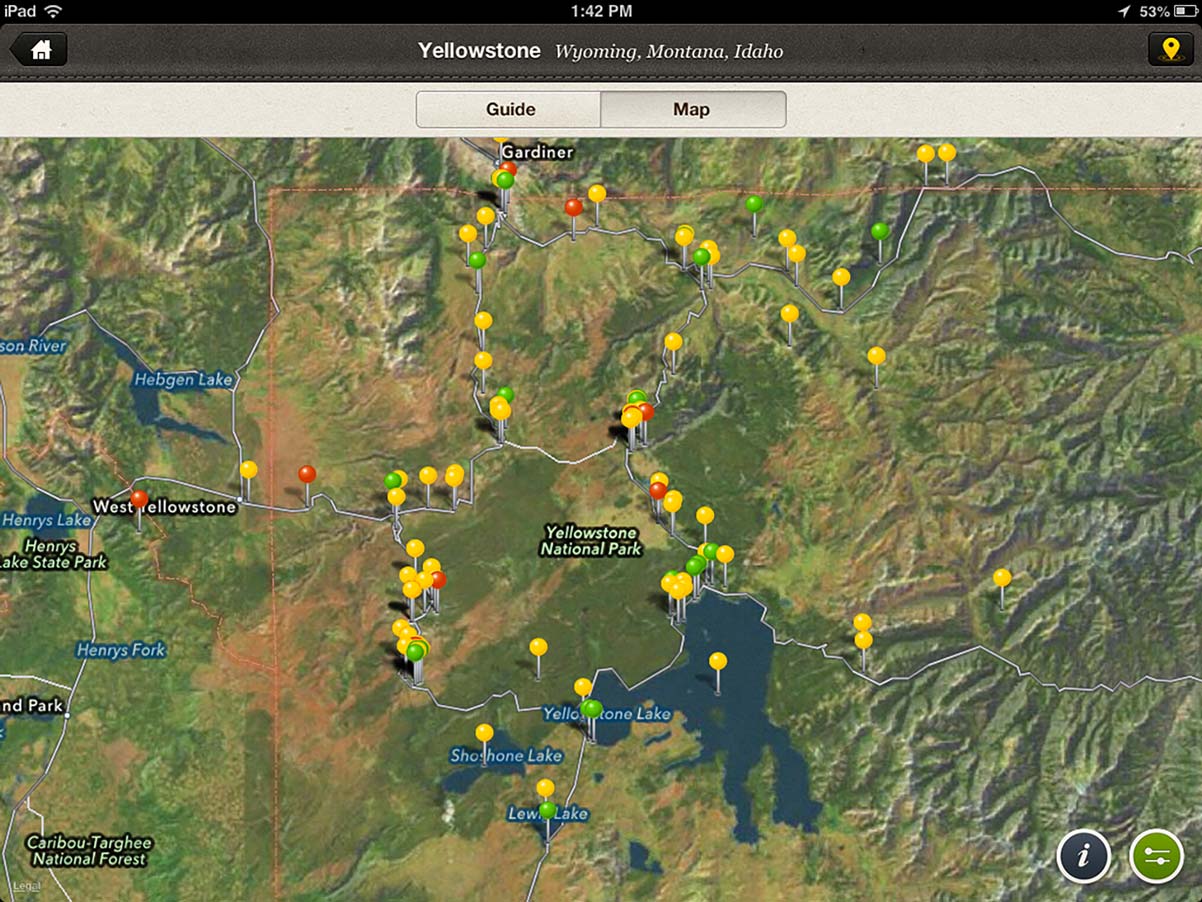 iPad
1:42 PM
53%
Yellowstone Wyoming, Montana, Idaho
Guide
Map
Gardiner
son River
Hebgen Lake
West Yellowstone
Henrys Lake
Henrys
Lake State Park
Yellowstone
National Park
Henrys Fork
nd Park
Yellowstone Lake
Shoshone Lake
Lewis Lake
Caribou-Targhee
National Forest
Legal
i